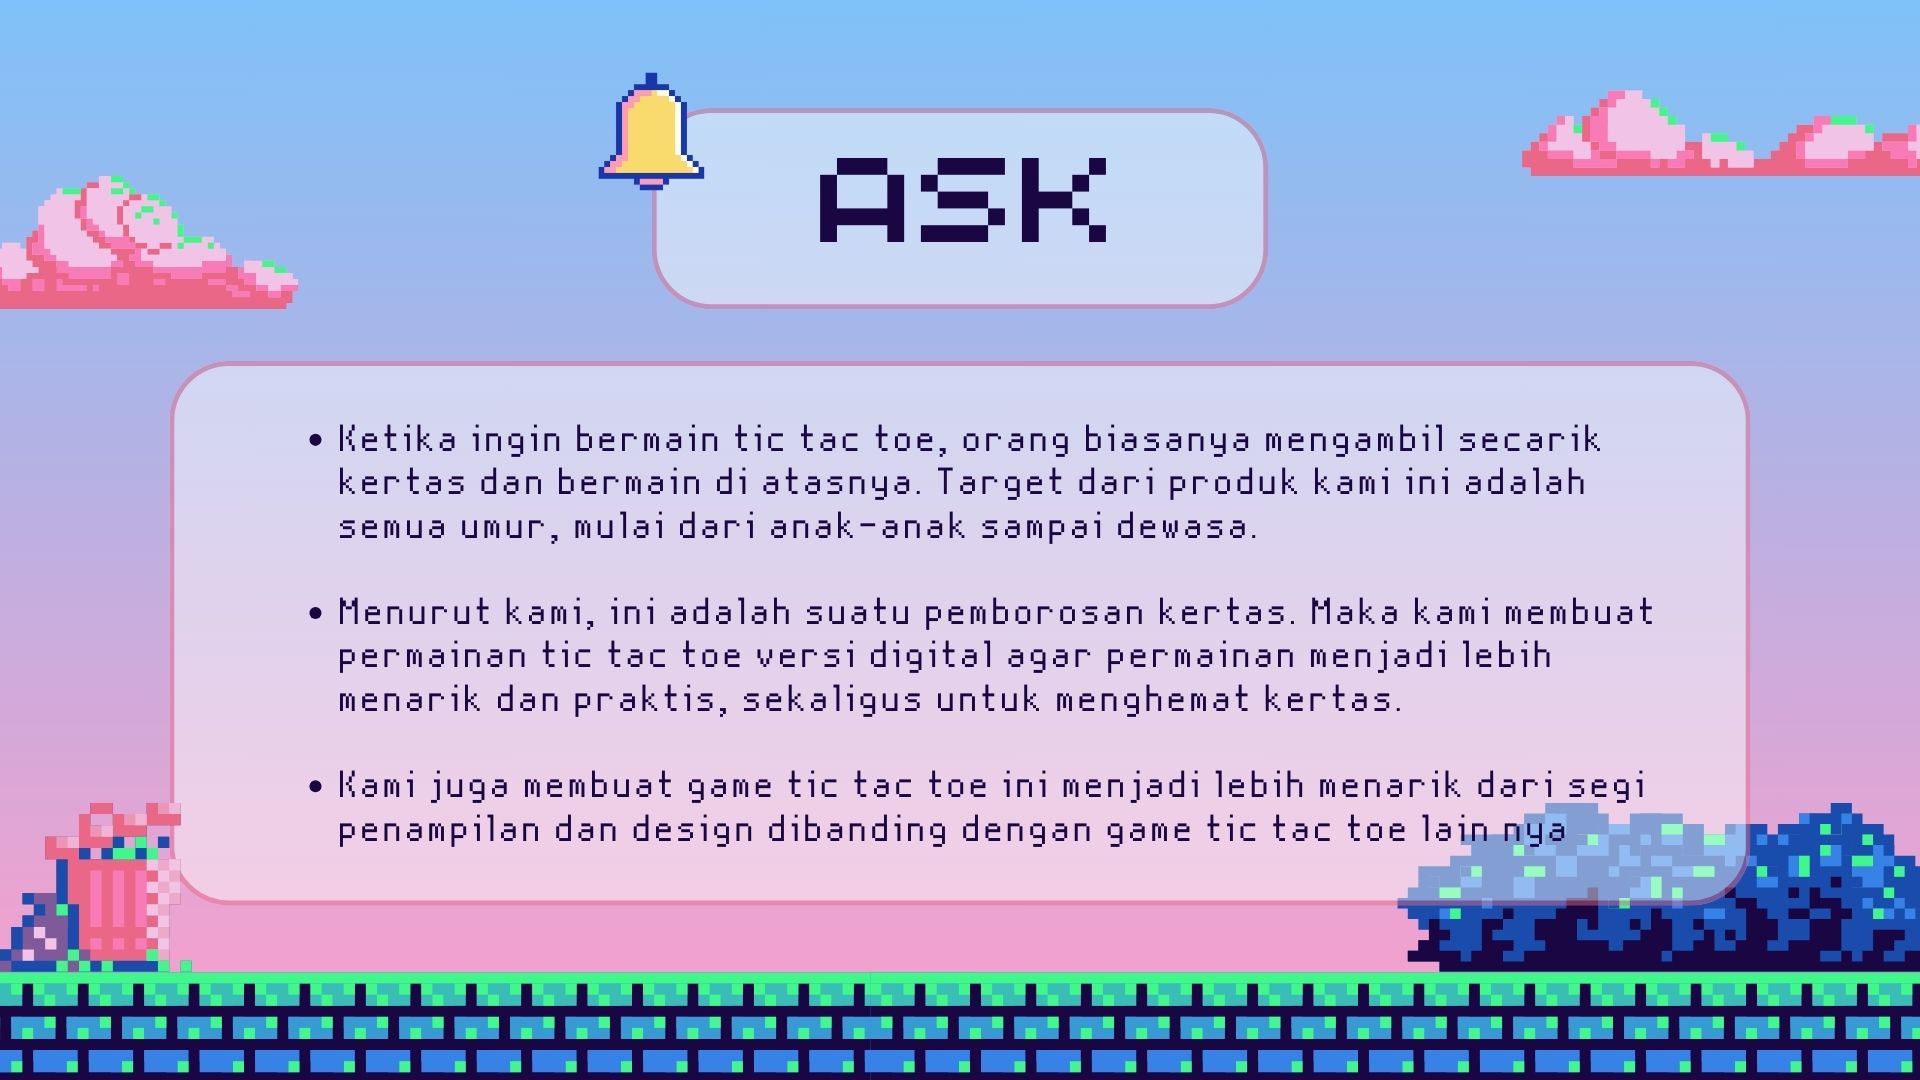 ASK
• Ketika ingin bermain tic tac toe, orang biasanya mengambil secarik
kertas dan bermain di atasnya. Target dari produk kami ini adalah
semua umur, mulai dari anak-anak sampai dewasa.
• Menurut kami, ini adalah suatu pemborosan kertas. Maka kami membuat
permainan tic tac toe versi digital agar permainan menjadi lebih
menarik dan praktis, sekaligus untuk menghemat kertas.
• Kami juga membuat game tic tac toe ini menjadi lebih menarik dari segi
penampilan dan design dibanding dengan game tic tac toe lain nya